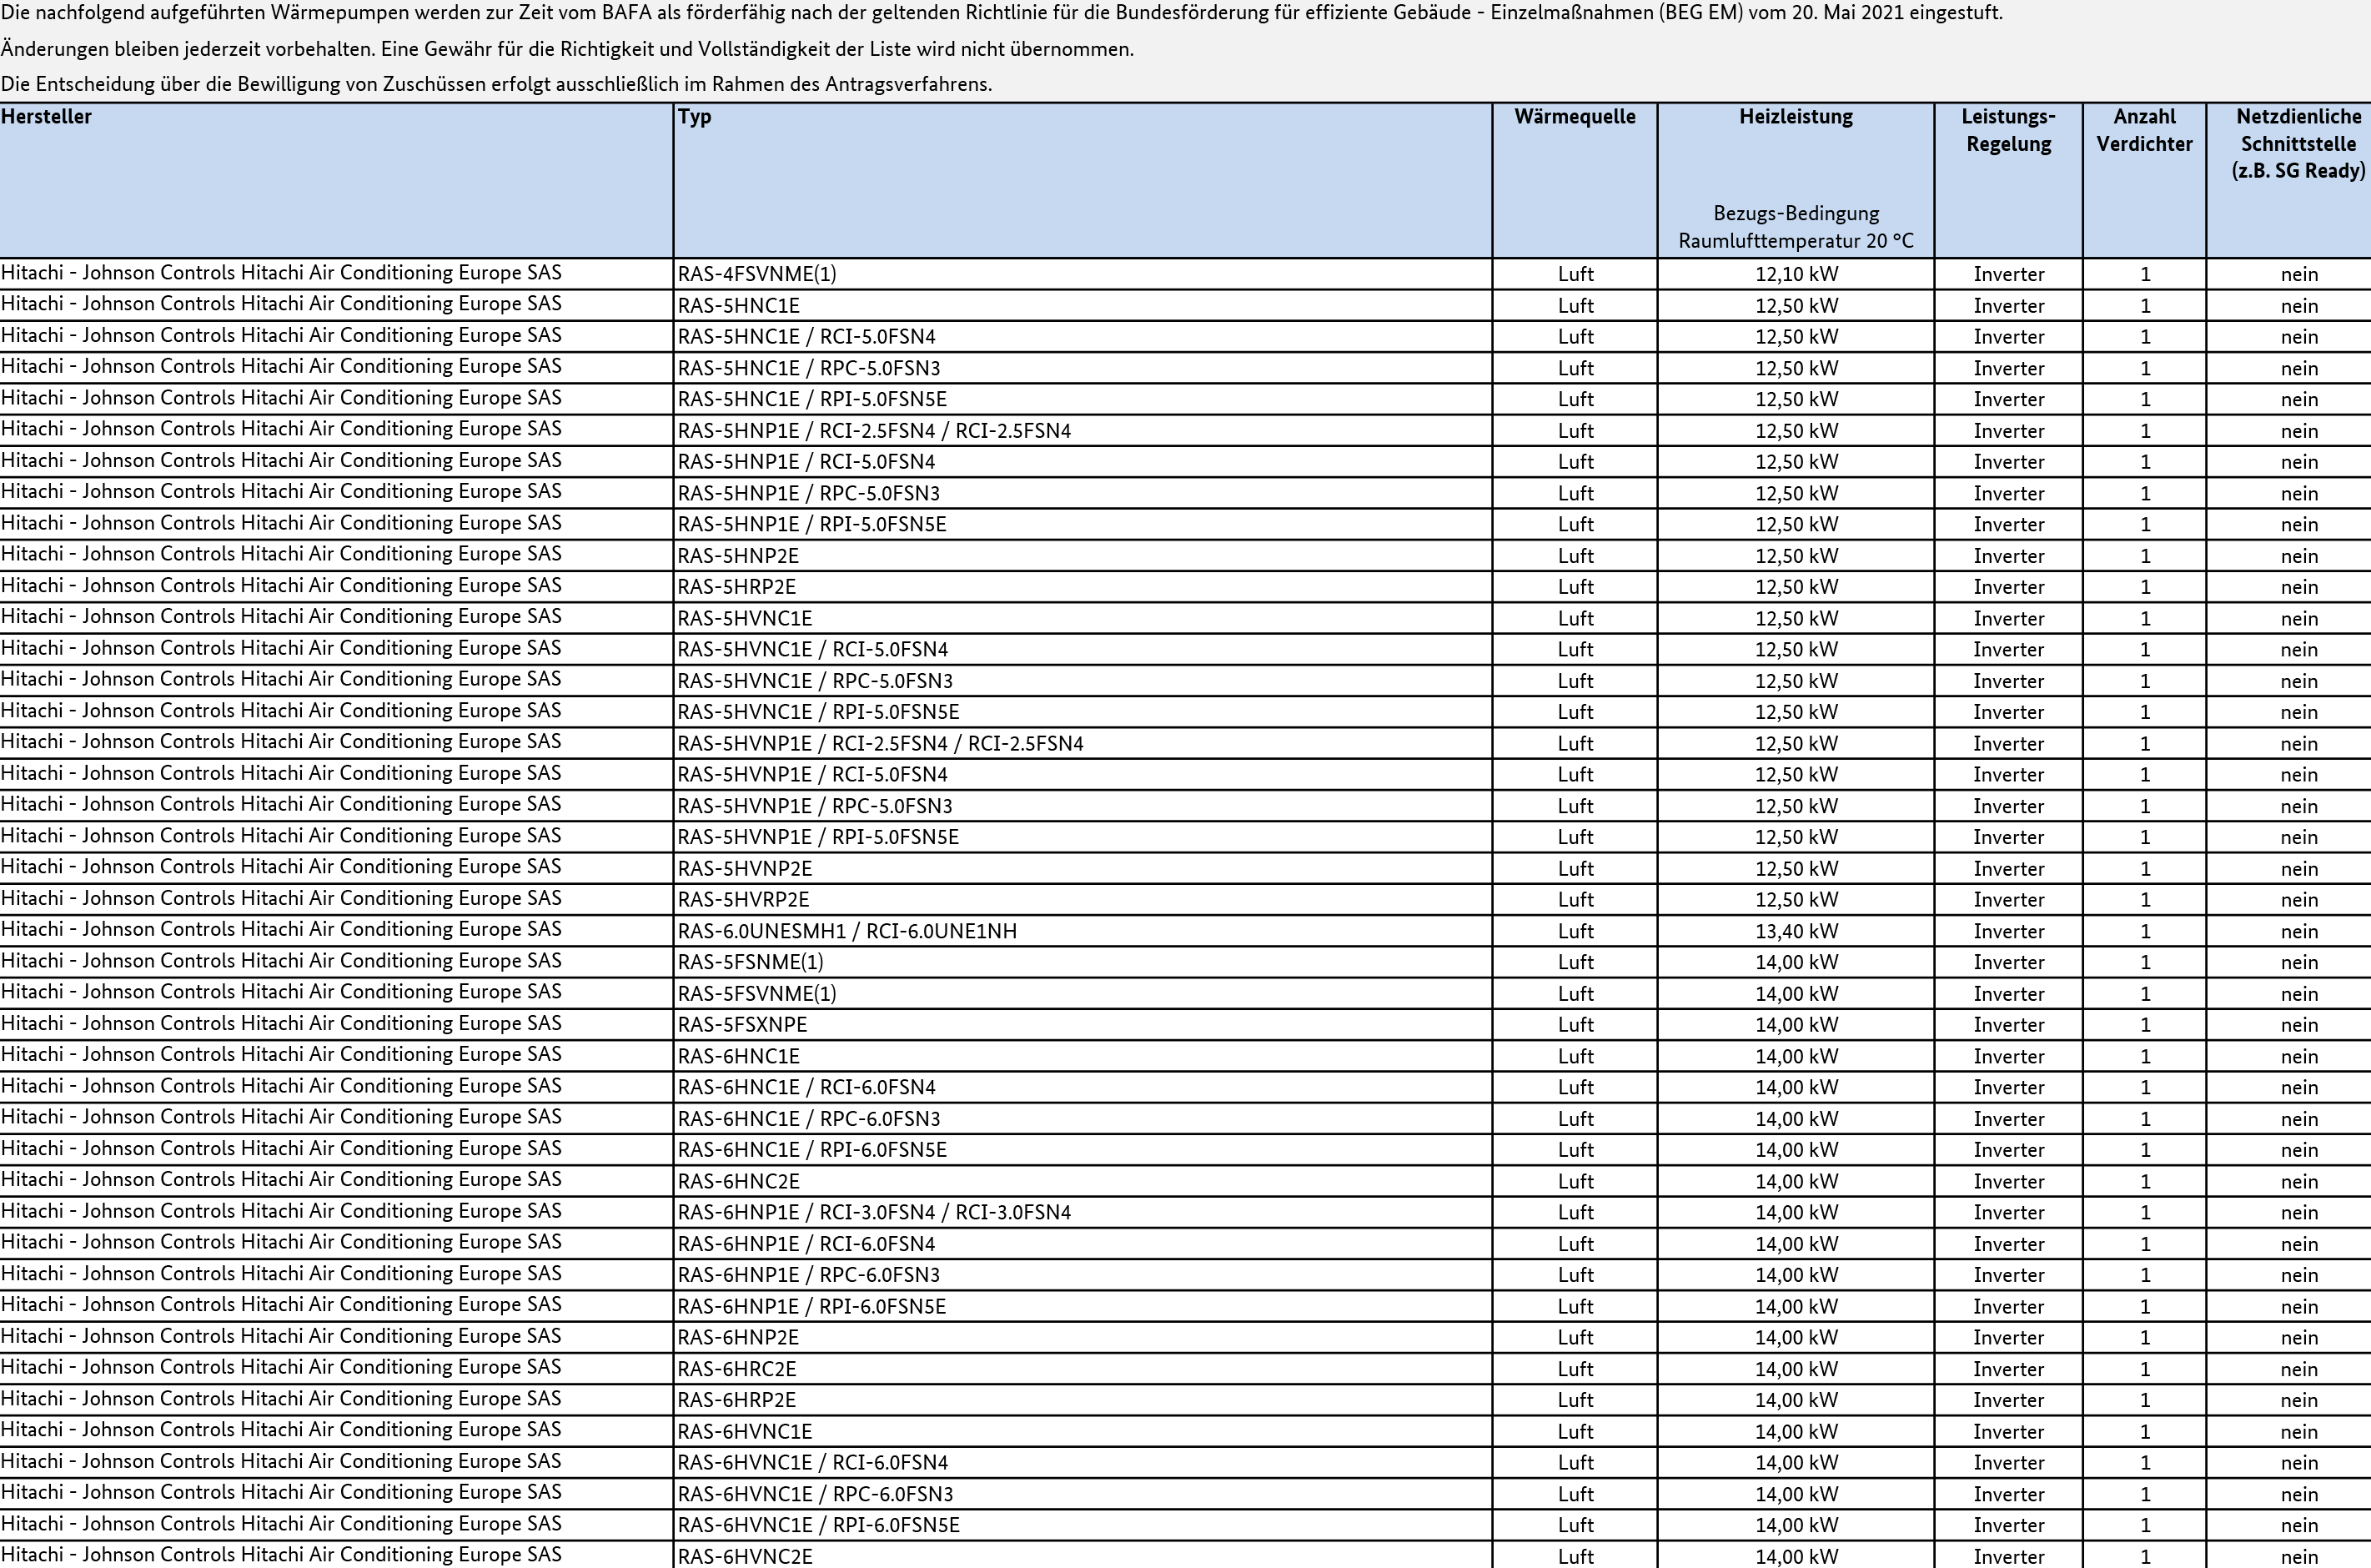 Die nachfolgend aufgeführten Wärmepumpen werden zur Zeit vom BAFA als förderfähig nach der geltenden Richtlinie für die Bundesförderung für effiziente Gebäude - Einzelmaßnahmen (BEG EM) vom 20. Mai 2021 eingestuft.
Änderungen bleiben jederzeit vorbehalten. Eine Gewähr für die Richtigkeit und Vollständigkeit der Liste wird nicht übernommen.
Die Entscheidung über die Bewilligung von Zuschüssen erfolgt ausschließlich im Rahmen des Antragsverfahrens.
Hersteller Typ Wärmequelle Heizleistung Leistungs- Anzahl Netzdienliche
Regelung Verdichter Schnittstelle
(z.B. SG Ready)
Bezugs-Bedingung
Raumlufttemperatur 20 °C
Hitachi - Johnson Controls Hitachi Air Conditioning Europe SAS RAS-4FSVNME(1) Luft 12,10 kW Inverter 1 nein
Hitachi - Johnson Controls Hitachi Air Conditioning Europe SAS RAS-5HNC1E Luft 12,50 kW Inverter 1 nein
Hitachi - Johnson Controls Hitachi Air Conditioning Europe SAS RAS-5HNC1E / RCI-5.0FSN4 Luft 12,50 kW Inverter 1 nein
Hitachi - Johnson Controls Hitachi Air Conditioning Europe SAS RAS-5HNC1E / RPC-5.0FSN3 Luft 12,50 kW Inverter 1 nein
Hitachi - Johnson Controls Hitachi Air Conditioning Europe SAS RAS-5HNC1E / RPI-5.0FSN5E Luft 12,50 kW Inverter 1 nein
Hitachi - Johnson Controls Hitachi Air Conditioning Europe SAS RAS-5HNP1E / RCI-2.5FSN4 / RCI-2.5FSN4 Luft 12,50 kW Inverter 1 nein
Hitachi - Johnson Controls Hitachi Air Conditioning Europe SAS RAS-5HNP1E / RCI-5.0FSN4 Luft 12,50 kW Inverter 1 nein
Hitachi - Johnson Controls Hitachi Air Conditioning Europe SAS RAS-5HNP1E / RPC-5.0FSN3 Luft 12,50 kW Inverter 1 nein
Hitachi - Johnson Controls Hitachi Air Conditioning Europe SAS RAS-5HNP1E / RPI-5.0FSN5E Luft 12,50 kW Inverter 1 nein
Hitachi - Johnson Controls Hitachi Air Conditioning Europe SAS RAS-5HNP2E Luft 12,50 kW Inverter 1 nein
Hitachi - Johnson Controls Hitachi Air Conditioning Europe SAS RAS-5HRP2E Luft 12,50 kW Inverter 1 nein
Hitachi - Johnson Controls Hitachi Air Conditioning Europe SAS RAS-5HVNC1E Luft 12,50 kW Inverter 1 nein
Hitachi - Johnson Controls Hitachi Air Conditioning Europe SAS RAS-5HVNC1E / RCI-5.0FSN4 Luft 12,50 kW Inverter 1 nein
Hitachi - Johnson Controls Hitachi Air Conditioning Europe SAS RAS-5HVNC1E / RPC-5.0FSN3 Luft 12,50 kW Inverter 1 nein
Hitachi - Johnson Controls Hitachi Air Conditioning Europe SAS RAS-5HVNC1E / RPI-5.0FSN5E Luft 12,50 kW Inverter 1 nein
Hitachi - Johnson Controls Hitachi Air Conditioning Europe SAS RAS-5HVNP1E / RCI-2.5FSN4 / RCI-2.5FSN4 Luft 12,50 kW Inverter 1 nein
Hitachi - Johnson Controls Hitachi Air Conditioning Europe SAS RAS-5HVNP1E / RCI-5.0FSN4 Luft 12,50 kW Inverter 1 nein
Hitachi - Johnson Controls Hitachi Air Conditioning Europe SAS RAS-5HVNP1E / RPC-5.0FSN3 Luft 12,50 kW Inverter 1 nein
Hitachi - Johnson Controls Hitachi Air Conditioning Europe SAS RAS-5HVNP1E / RPI-5.0FSN5E Luft 12,50 kW Inverter 1 nein
Hitachi - Johnson Controls Hitachi Air Conditioning Europe SAS RAS-5HVNP2E Luft 12,50 kW Inverter 1 nein
Hitachi - Johnson Controls Hitachi Air Conditioning Europe SAS RAS-5HVRP2E Luft 12,50 kW Inverter 1 nein
Hitachi - Johnson Controls Hitachi Air Conditioning Europe SAS RAS-6.0UNESMH1 / RCI-6.0UNE1NH Luft 13,40 kW Inverter 1 nein
Hitachi - Johnson Controls Hitachi Air Conditioning Europe SAS RAS-5FSNME(1) Luft 14,00 kW Inverter 1 nein
Hitachi - Johnson Controls Hitachi Air Conditioning Europe SAS RAS-5FSVNME(1) Luft 14,00 kW Inverter 1 nein
Hitachi - Johnson Controls Hitachi Air Conditioning Europe SAS RAS-5FSXNPE Luft 14,00 kW Inverter 1 nein
Hitachi - Johnson Controls Hitachi Air Conditioning Europe SAS RAS-6HNC1E Luft 14,00 kW Inverter 1 nein
Hitachi - Johnson Controls Hitachi Air Conditioning Europe SAS RAS-6HNC1E / RCI-6.0FSN4 Luft 14,00 kW Inverter 1 nein
Hitachi - Johnson Controls Hitachi Air Conditioning Europe SAS RAS-6HNC1E / RPC-6.0FSN3 Luft 14,00 kW Inverter 1 nein
Hitachi - Johnson Controls Hitachi Air Conditioning Europe SAS RAS-6HNC1E / RPI-6.0FSN5E Luft 14,00 kW Inverter 1 nein
Hitachi - Johnson Controls Hitachi Air Conditioning Europe SAS RAS-6HNC2E Luft 14,00 kW Inverter 1 nein
Hitachi - Johnson Controls Hitachi Air Conditioning Europe SAS RAS-6HNP1E / RCI-3.0FSN4 / RCI-3.0FSN4 Luft 14,00 kW Inverter 1 nein
Hitachi - Johnson Controls Hitachi Air Conditioning Europe SAS RAS-6HNP1E / RCI-6.0FSN4 Luft 14,00 kW Inverter 1 nein
Hitachi - Johnson Controls Hitachi Air Conditioning Europe SAS RAS-6HNP1E / RPC-6.0FSN3 Luft 14,00 kW Inverter 1 nein
Hitachi - Johnson Controls Hitachi Air Conditioning Europe SAS RAS-6HNP1E / RPI-6.0FSN5E Luft 14,00 kW Inverter 1 nein
Hitachi - Johnson Controls Hitachi Air Conditioning Europe SAS RAS-6HNP2E Luft 14,00 kW Inverter 1 nein
Hitachi - Johnson Controls Hitachi Air Conditioning Europe SAS RAS-6HRC2E Luft 14,00 kW Inverter 1 nein
Hitachi - Johnson Controls Hitachi Air Conditioning Europe SAS RAS-6HRP2E Luft 14,00 kW Inverter 1 nein
Hitachi - Johnson Controls Hitachi Air Conditioning Europe SAS RAS-6HVNC1E Luft 14,00 kW Inverter 1 nein
Hitachi - Johnson Controls Hitachi Air Conditioning Europe SAS RAS-6HVNC1E / RCI-6.0FSN4 Luft 14,00 kW Inverter 1 nein
Hitachi - Johnson Controls Hitachi Air Conditioning Europe SAS RAS-6HVNC1E / RPC-6.0FSN3 Luft 14,00 kW Inverter 1 nein
Hitachi - Johnson Controls Hitachi Air Conditioning Europe SAS RAS-6HVNC1E / RPI-6.0FSN5E Luft 14,00 kW Inverter 1 nein
Hitachi - Johnson Controls Hitachi Air Conditioning Europe SAS RAS-6HVNC2E Luft 14,00 kW Inverter 1 nein